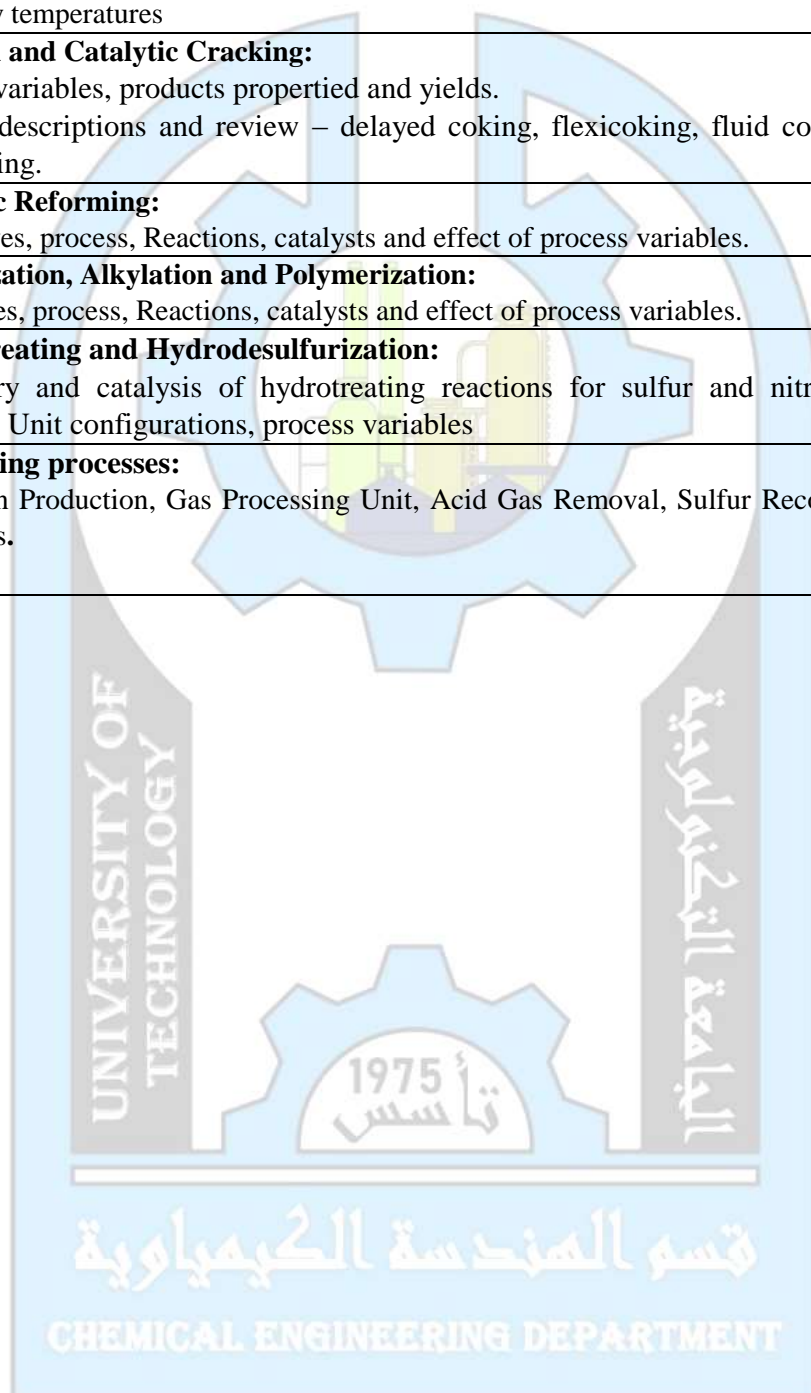 y temperatures
and Catalytic Cracking:
variables, products propertied and yields.
descriptions and review – delayed coking, flexicoking, fluid co
ing.
c Reforming:
es, process, Reactions, catalysts and effect of process variables.
zation, Alkylation and Polymerization:
es, process, Reactions, catalysts and effect of process variables.
reating and Hydrodesulfurization:
ry and catalysis of hydrotreating reactions for sulfur and nitr
Unit configurations, process variables
ing processes:
n Production, Gas Processing Unit, Acid Gas Removal, Sulfur Reco
s.
UNIVERSITY OF
TECHNOLOGY
الجامعة التكنولوجية
1975
تأسس
قسم الهندسة الكيمياوية
CHEMICAL ENGINEERING DEPARTMENT